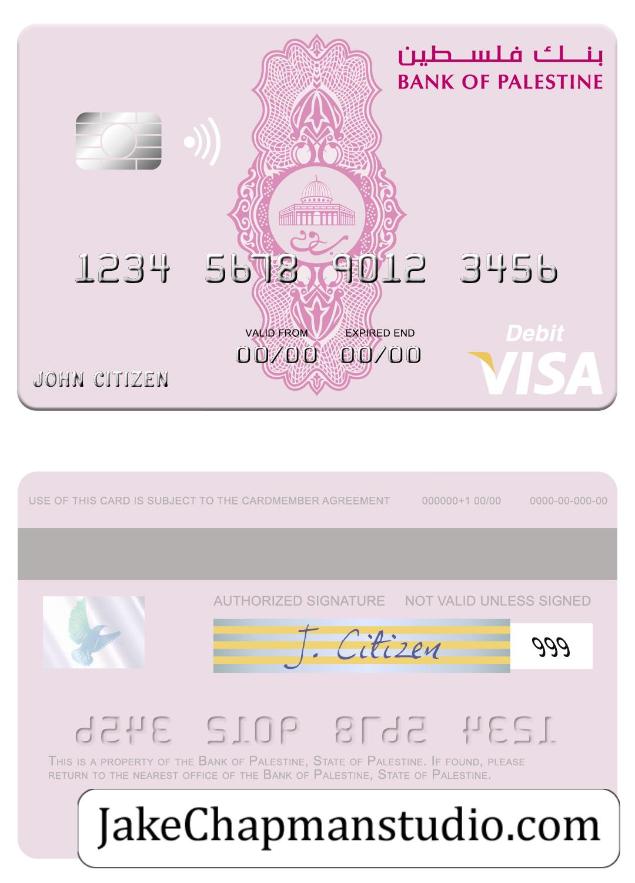 بنك فلسطين
BANK OF PALESTINE
1234 5678 9012 3456
VALID FROM EXPIRED END
00/00 00/00
Debit
VISA
JOHN CITIZEN
USE OF THIS CARD IS SUBJECT TO THE CARDMEMBER AGREEMENT 000000+1 00/00 0000-00-000-00
AUTHORIZED SIGNATURE NOT VALID UNLESS SIGNED
J. Citizen 999
1234 5678 9012 3456
THIS IS A PROPERTY OF THE BANK OF PALESTINE, STATE OF PALESTINE. IF FOUND, PLEASE
RETURN TO THE NEAREST OFFICE OF THE BANK OF PALESTINE, STATE OF PALESTINE.
JakeChapmanstudio.com